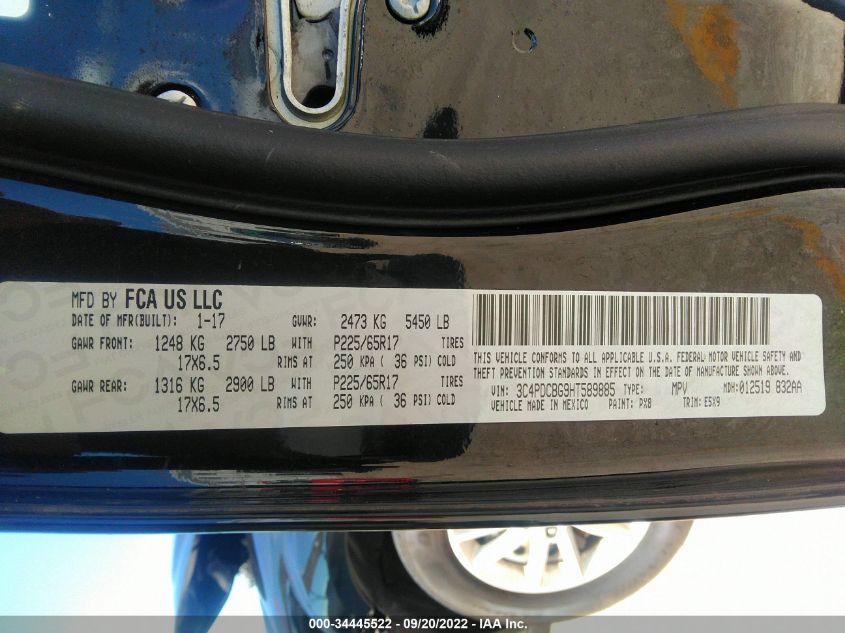 MFD BY FCA US LLC
DATE OF MFR(BUILT): 1-17 GVWR: 2473 KG 5450 LB
GAWR FRONT: 1248 KG 2750 LB WITH P225/65R17 TIRES
17X6.5 RIMS AT 250 KPA ( 36 PSI) COLD
GAWR REAR: 1316 KG 2900 LB WITH P225/65R17 TIRES
17X6.5 RIMS AT 250 KPA ( 36 PSI) COLD
THIS VEHICLE CONFORMS TO ALL APPLICABLE U.S.A. FEDERAL MOTOR VEHICLE SAFETY AND
THEFT PREVENTION STANDARDS IN EFFECT ON THE DATE OF MANUFACTURE SHOWN ABOVE.
VIN: 3C4PDCBG9HT589885 TYPE: MPV MDH: 012519 832AA
VEHICLE MADE IN MEXICO PAINT: PX8 TRIM: E5X9
000-34445522 - 09/20/2022 - IAA Inc.